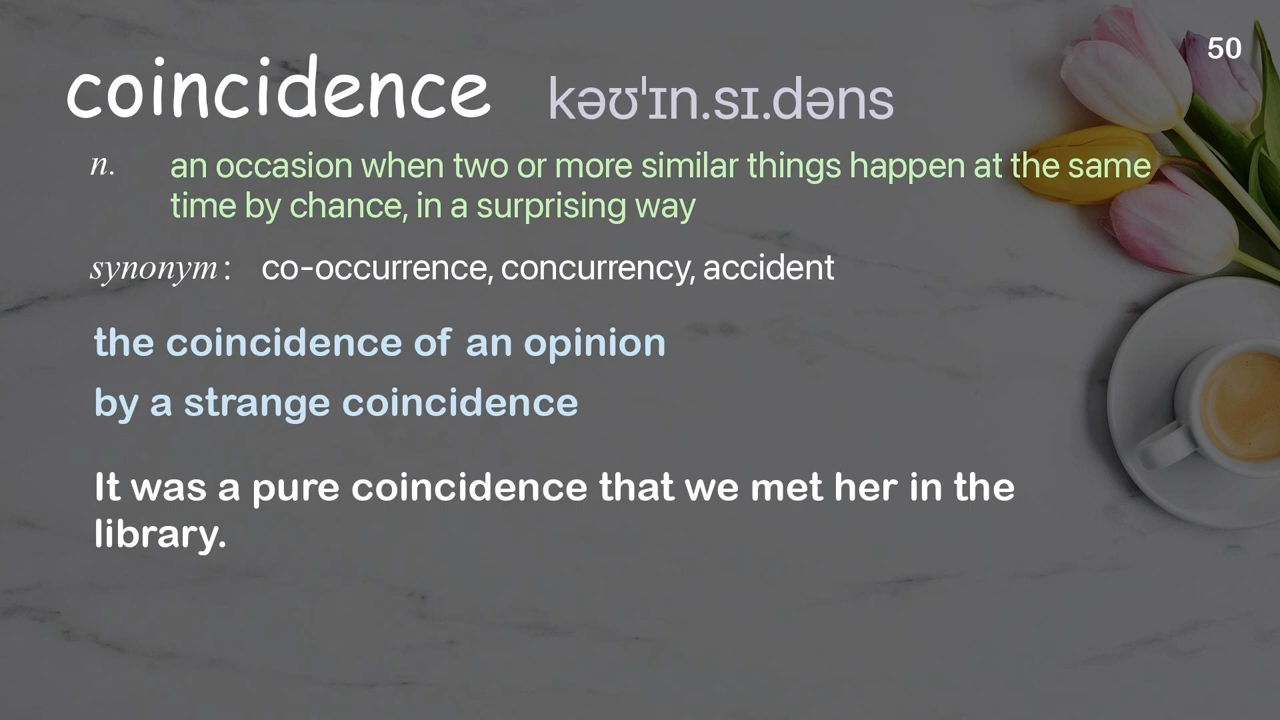 50
coincidence kəʊˈɪn.sɪ.dəns
n. an occasion when two or more similar things happen at the same
time by chance, in a surprising way
synonym: co-occurrence, concurrency, accident
the coincidence of an opinion
by a strange coincidence
It was a pure coincidence that we met her in the
library.